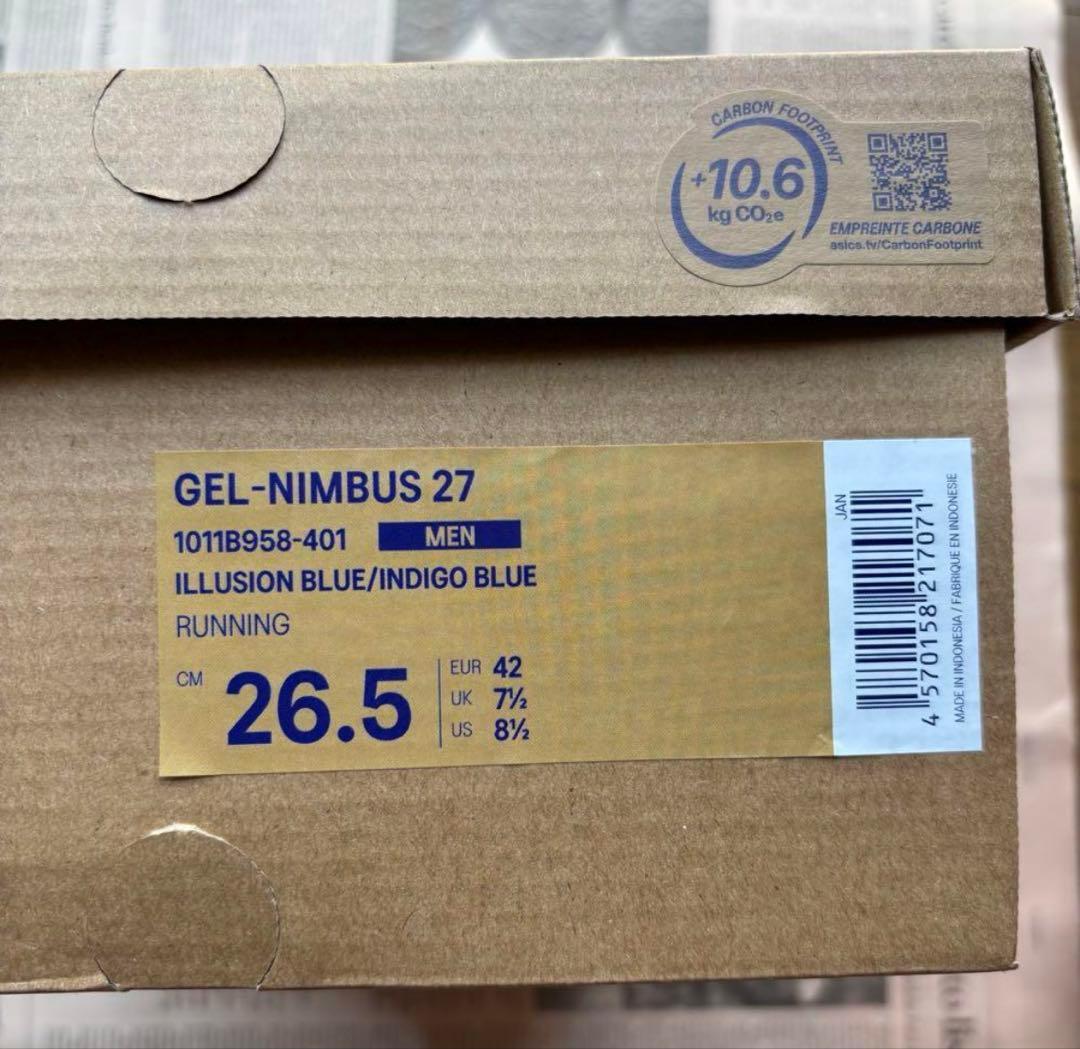 CARBON FOOTPRINT
+10.6
kg CO₂e
EMPREINTE CARBONE
asics.tv/CarbonFootprint
GEL-NIMBUS 27
1011B958-401 MEN
ILLUSION BLUE/INDIGO BLUE
RUNNING
CM 26.5
EUR 42
UK 7½
US 8½
JAN
4 570158 217071
MADE IN INDONESIA / FABRIQUE EN INDONESIE